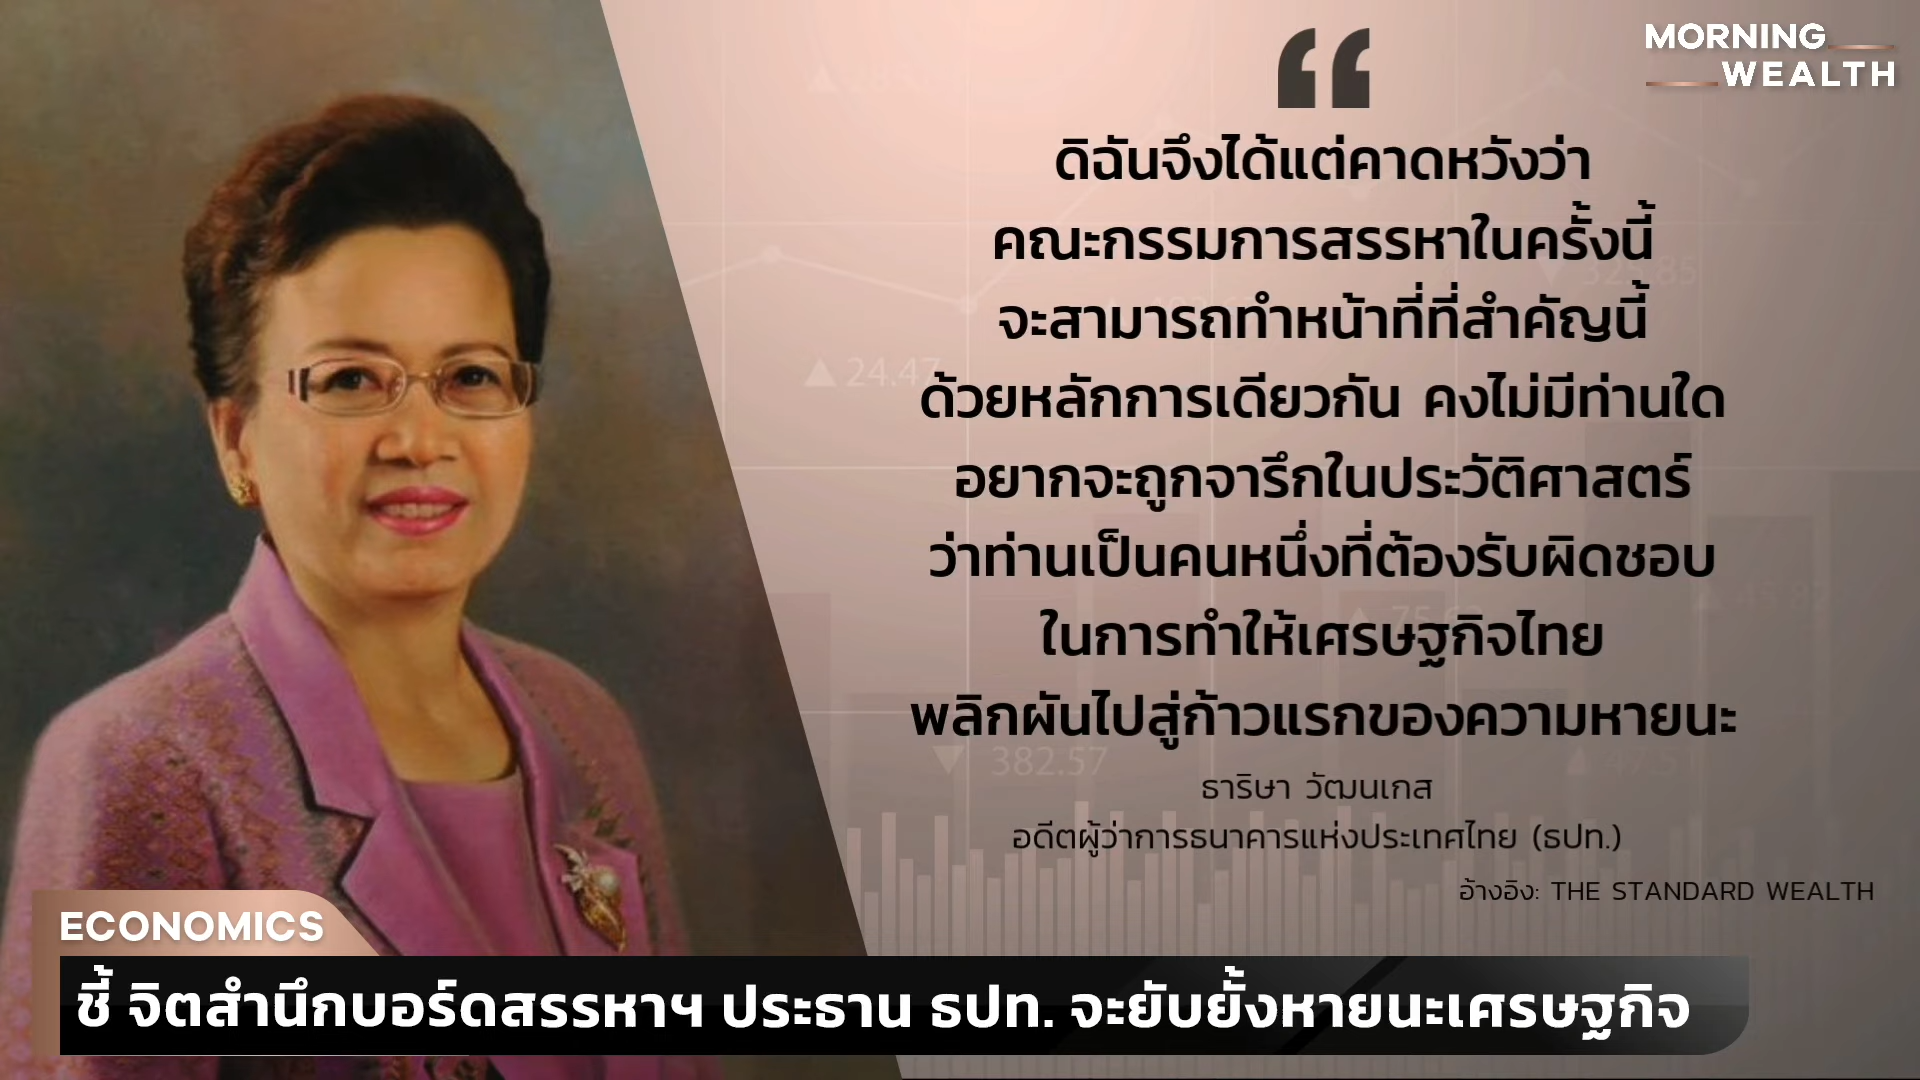 MORNING
WEALTH
ดิฉันจึงได้แต่คาดหวังว่า
คณะกรรมการสรรหาในครั้งนี้
จะสามารถทำหน้าที่ที่สำคัญนี้
ด้วยหลักการเดียวกัน คงไม่มีท่านใด
อยากจะถูกจารึกในประวัติศาสตร์
ว่าท่านเป็นคนหนึ่งที่ต้องรับผิดชอบ
ในการทำให้เศรษฐกิจไทย
พลิกผันไปสู่ก้าวแรกของความหายนะ
24.47
382.57
ธาริษา วัฒนเกส
อดีตผู้ว่าการธนาคารแห่งประเทศไทย (ธปท.)
อ้างอิง: THE STANDARD WEALTH
ECONOMICS
ชี้ จิตสำนึกบอร์ดสรรหาฯ ประธาน ธปท. จะยับยั้งหายนะเศรษฐกิจ